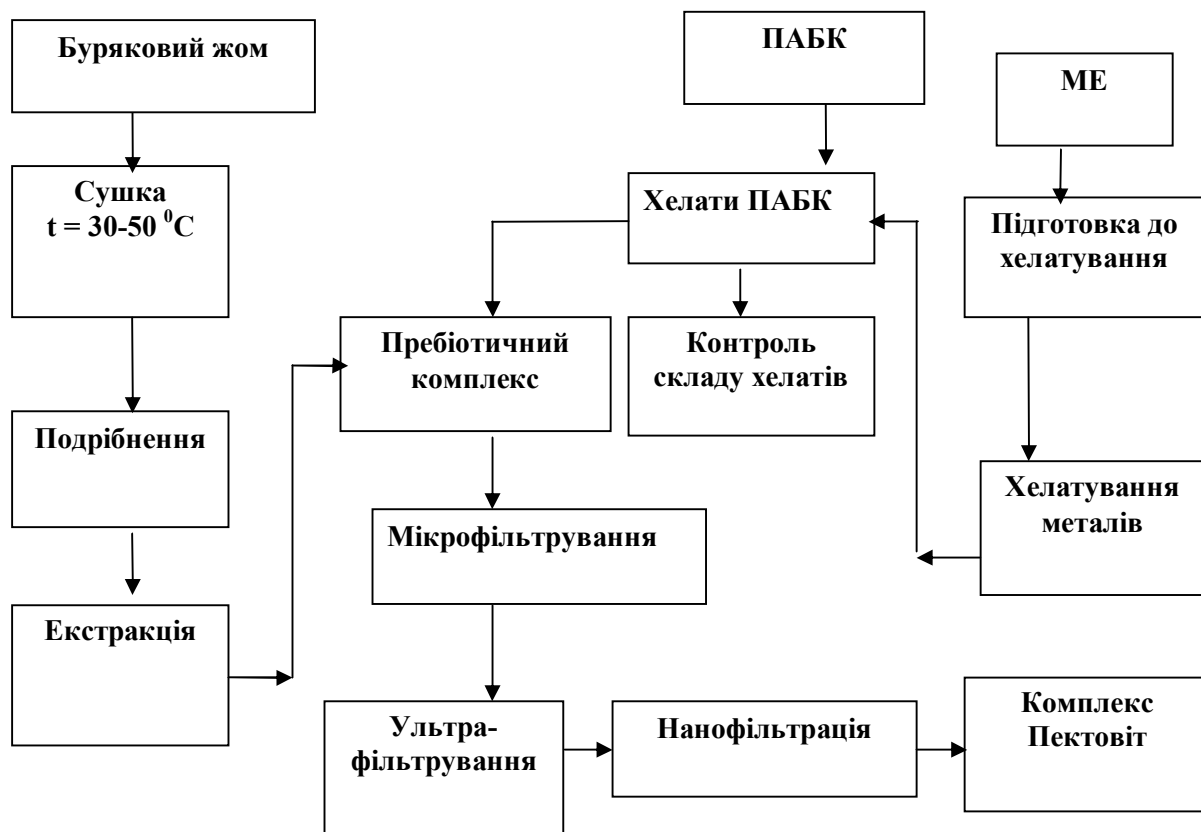 Буряковий жом
ПАБК
МЕ
Сушка
t = 30-50 ⁰С
Хелати ПАБК
Підготовка до
хелатування
Пребіотичний
комплекс
Контроль
складу хелатів
Подрібнення
Хелатування
металів
Мікрофільтрування
Екстракція
Ультра-
фільтрування
Нанофільтрація
Комплекс
Пектовіт